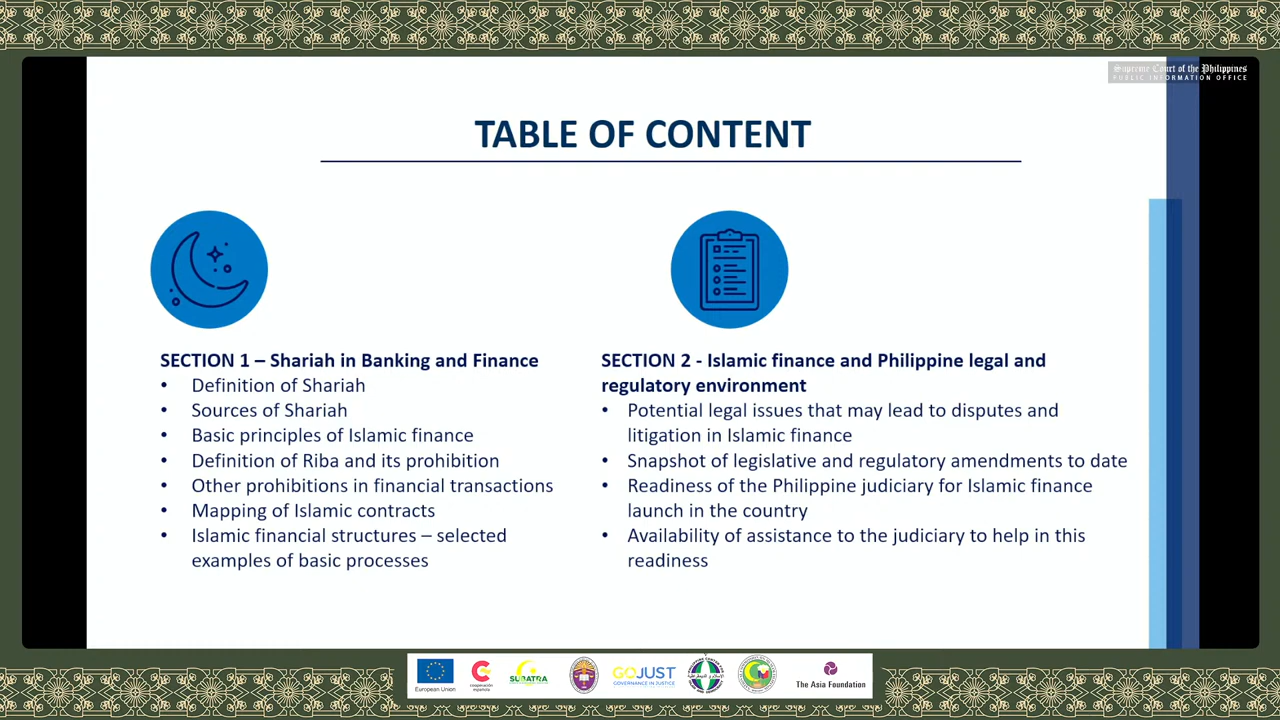 Supreme Court of the Philippines
PUBLIC INFORMATION OFFICE
TABLE OF CONTENT
SECTION 1 – Shariah in Banking and Finance
• Definition of Shariah
• Sources of Shariah
• Basic principles of Islamic finance
• Definition of Riba and its prohibition
• Other prohibitions in financial transactions
• Mapping of Islamic contracts
• Islamic financial structures – selected
examples of basic processes
SECTION 2 - Islamic finance and Philippine legal and
regulatory environment
• Potential legal issues that may lead to disputes and
litigation in Islamic finance
• Snapshot of legislative and regulatory amendments to date
• Readiness of the Philippine judiciary for Islamic finance
launch in the country
• Availability of assistance to the judiciary to help in this
readiness
European Union
cooperación
española
SUBATRA
GOJUST
GOVERNANCE IN JUSTICE
The Asia Foundation